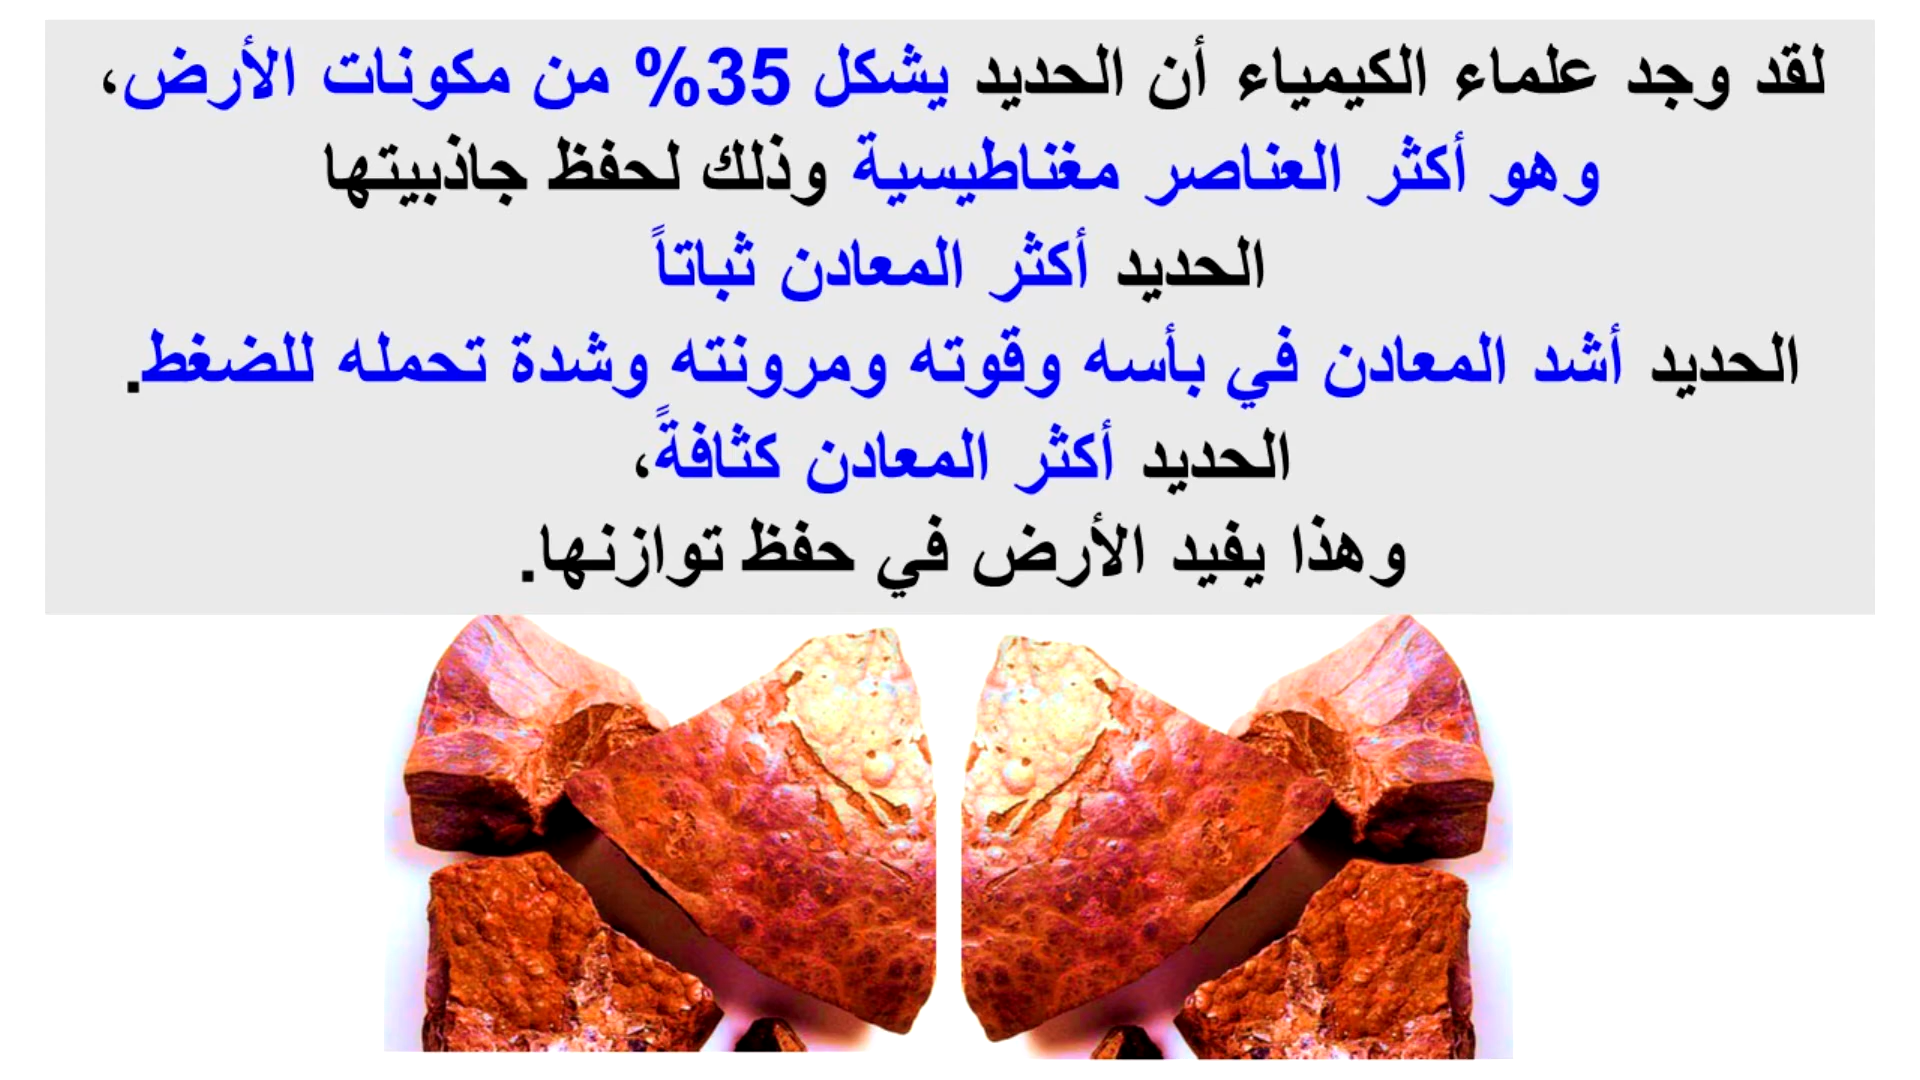 لقد وجد علماء الكيمياء أن الحديد يشكل 35% من مكونات الأرض،
وهو أكثر العناصر مغناطيسية وذلك لحفظ جاذبيتها
الحديد أكثر المعادن ثباتاً
الحديد أشد المعادن في بأسه وقوته ومرونته وشدة تحمله للضغط.
الحديد أكثر المعادن كثافةً،
وهذا يفيد الأرض في حفظ توازنها.